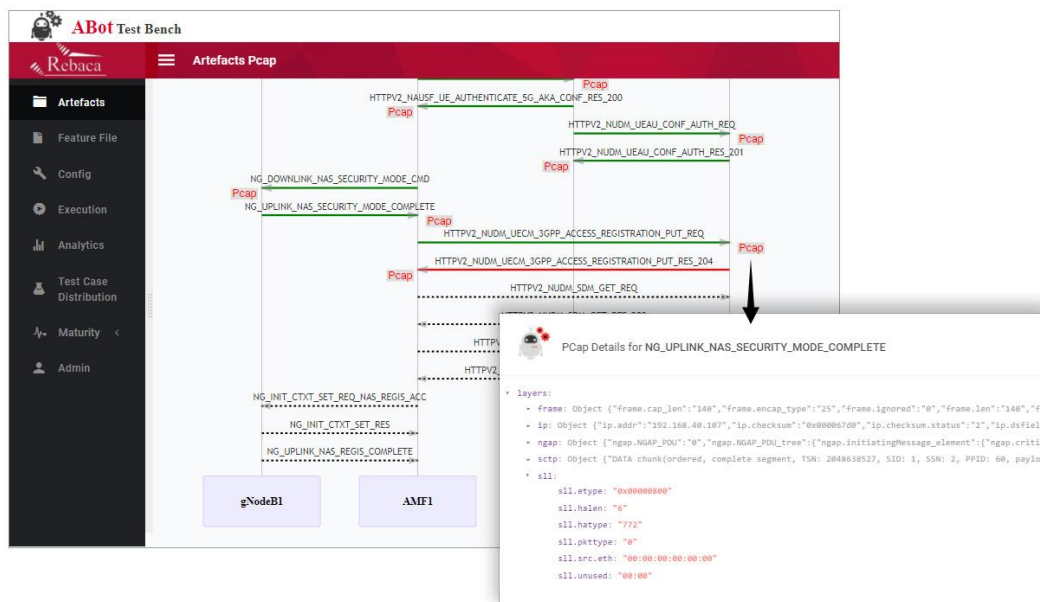 ABot Test Bench
Rebaca
Artefacts Pcap
Artefacts
Feature File
Config
Execution
Analytics
Test Case
Distribution
Maturity <
Admin
Pcap
HTTPV2_NAUSF_UE_AUTHENTICATE_5G_AKA_CONF_RES_200
Pcap
HTTPV2_NUDM_UEAU_CONF_AUTH_REQ
Pcap
HTTPV2_NUDM_UEAU_CONF_AUTH_RES_201
Pcap
NG_DOWNLINK_NAS_SECURITY_MODE_CMD
Pcap
NG_UPLINK_NAS_SECURITY_MODE_COMPLETE
Pcap
HTTPV2_NUDM_UECM_3GPP_ACCESS_REGISTRATION_PUT_REQ
Pcap
HTTPV2_NUDM_UECM_3GPP_ACCESS_REGISTRATION_PUT_RES_204
Pcap
HTTPV2_NUDM_SDM_GET_REQ
HTTPV
HTTPV2_
NG_INIT_CTXT_SET_REQ_NAS_REGIS_ACC
NG_INIT_CTXT_SET_RES
NG_UPLINK_NAS_REGIS_COMPLETE
gNodeB1
AMF1
PCap Details for NG_UPLINK_NAS_SECURITY_MODE_COMPLETE
layers:
frame: Object {"frame.cap_len":"140","frame.encap_type":"25","frame.ignored":"0","frame.len":"140","f
ip: Object {"ip.addr":"192.168.40.107","ip.checksum":"0x000067d0","ip.checksum.status":"2","ip.dsfiel
ngap: Object {"ngap.NGAP_PDU":"0","ngap.NGAP_PDU_tree":{"ngap.initiatingMessage_element":{"ngap.criti
sctp: Object {"DATA chunk(ordered, complete segment, TSN: 2048638527, SID: 1, SSN: 2, PPID: 60, paylo
sll:
sll.etype: "0x00000800"
sll.halen: "6"
sll.hatype: "772"
sll.pkttype: "0"
sll.src.eth: "00:00:00:00:00:00"
sll.unused: "00:00"